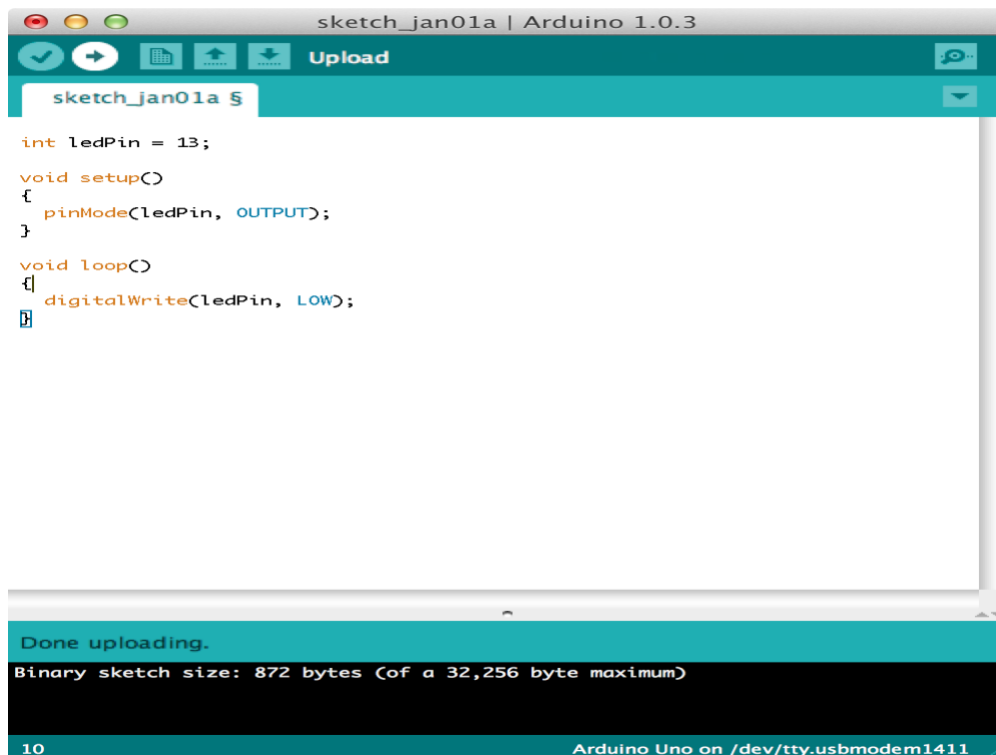 sketch_jan01a | Arduino 1.0.3
Upload
sketch_jan01a §
int ledPin = 13;
void setup()
{
pinMode(ledPin, OUTPUT);
}
void loop()
{
digitalWrite(ledPin, LOW);
}
Done uploading.
Binary sketch size: 872 bytes (of a 32,256 byte maximum)
10 Arduino Uno on /dev/tty.usbmodem1411